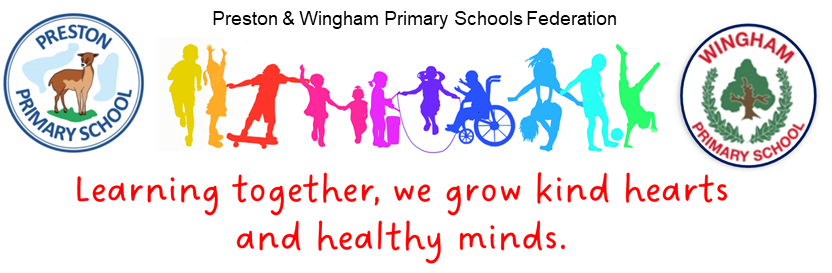 Preston & Wingham Primary Schools Federation
PRESTON
PRIMARY SCHOOL
WINGHAM
PRIMARY SCHOOL
Learning together, we grow kind hearts
and healthy minds.